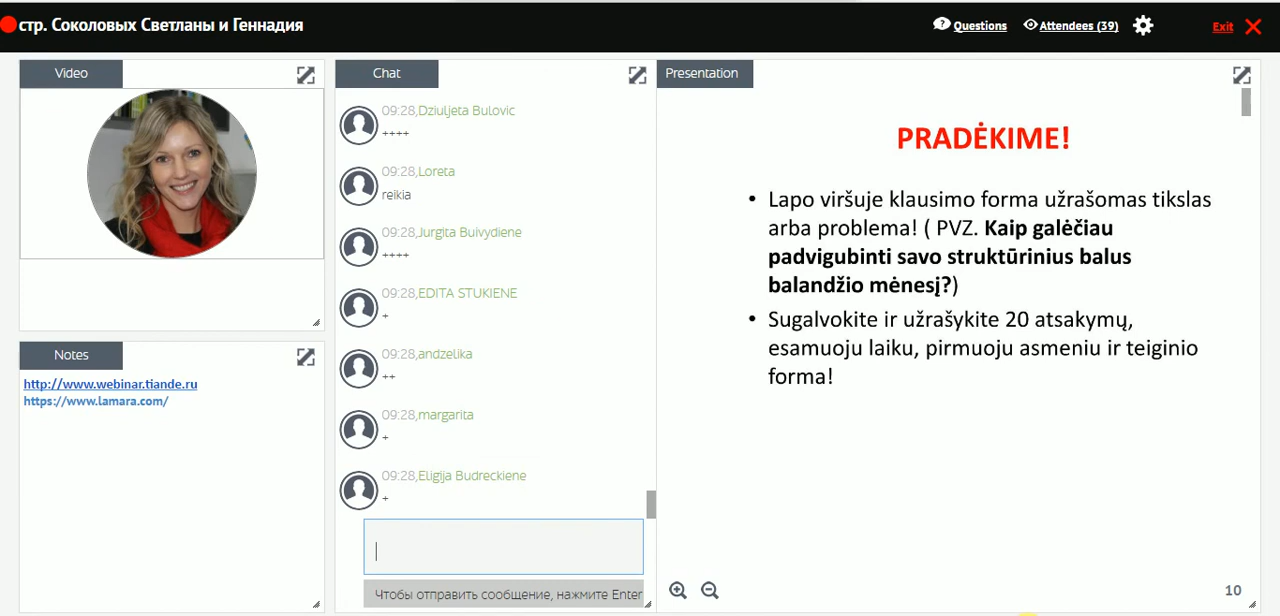 стр. Соколовых Светланы и Геннадия
Questions
Attendees (39)
Exit
Video
Notes
http://www.webinar.tiande.ru
https://www.lamara.com/
Chat
09:28,Dziuljeta Bulovic
++++
09:28,Loreta
reikia
09:28,Jurgita Buivydiene
++++
09:28,EDITA STUKIENE
+
09:28,andzelika
++
09:28,margarita
+
09:28,Eligija Budreckiene
+
Чтобы отправить сообщение, нажмите Enter
Presentation
PRADĖKIME!
• Lapo viršuje klausimo forma užrašomas tikslas
arba problema! ( PVZ. Kaip galėčiau
padvigubinti savo struktūrinius balus
balandžio mėnesį?)
• Sugalvokite ir užrašykite 20 atsakymų,
esamuoju laiku, pirmuoju asmeniu ir teiginio
forma!
10